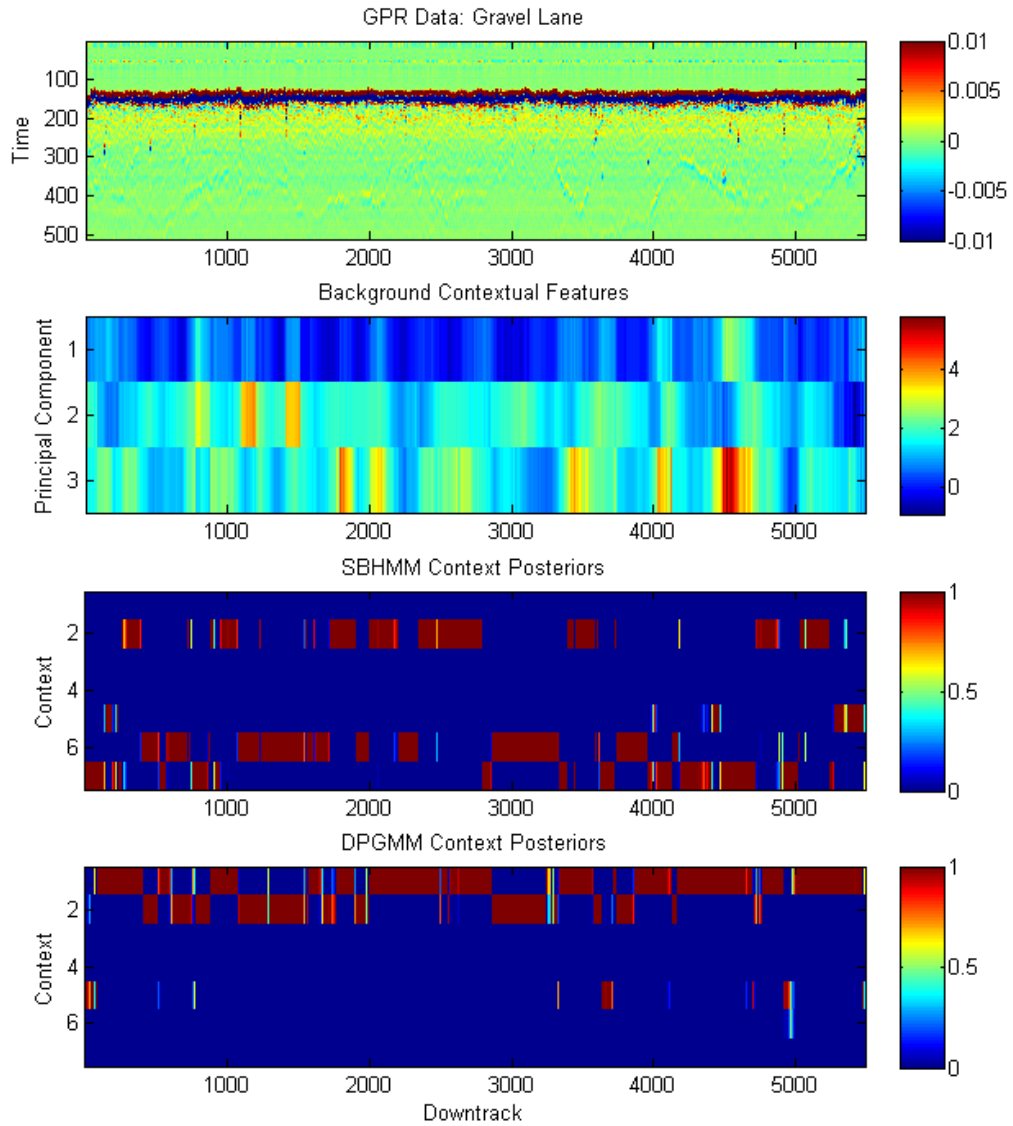 GPR Data: Gravel Lane
Time
100
200
300
400
500
1000 2000 3000 4000 5000
0.01
0.005
0
-0.005
-0.01
Background Contextual Features
Principal Component
1
2
3
1000 2000 3000 4000 5000
4
2
0
SBHMM Context Posteriors
Context
2
4
6
1000 2000 3000 4000 5000
1
0.5
0
DPGMM Context Posteriors
Context
2
4
6
1000 2000 3000 4000 5000
1
0.5
0
Downtrack